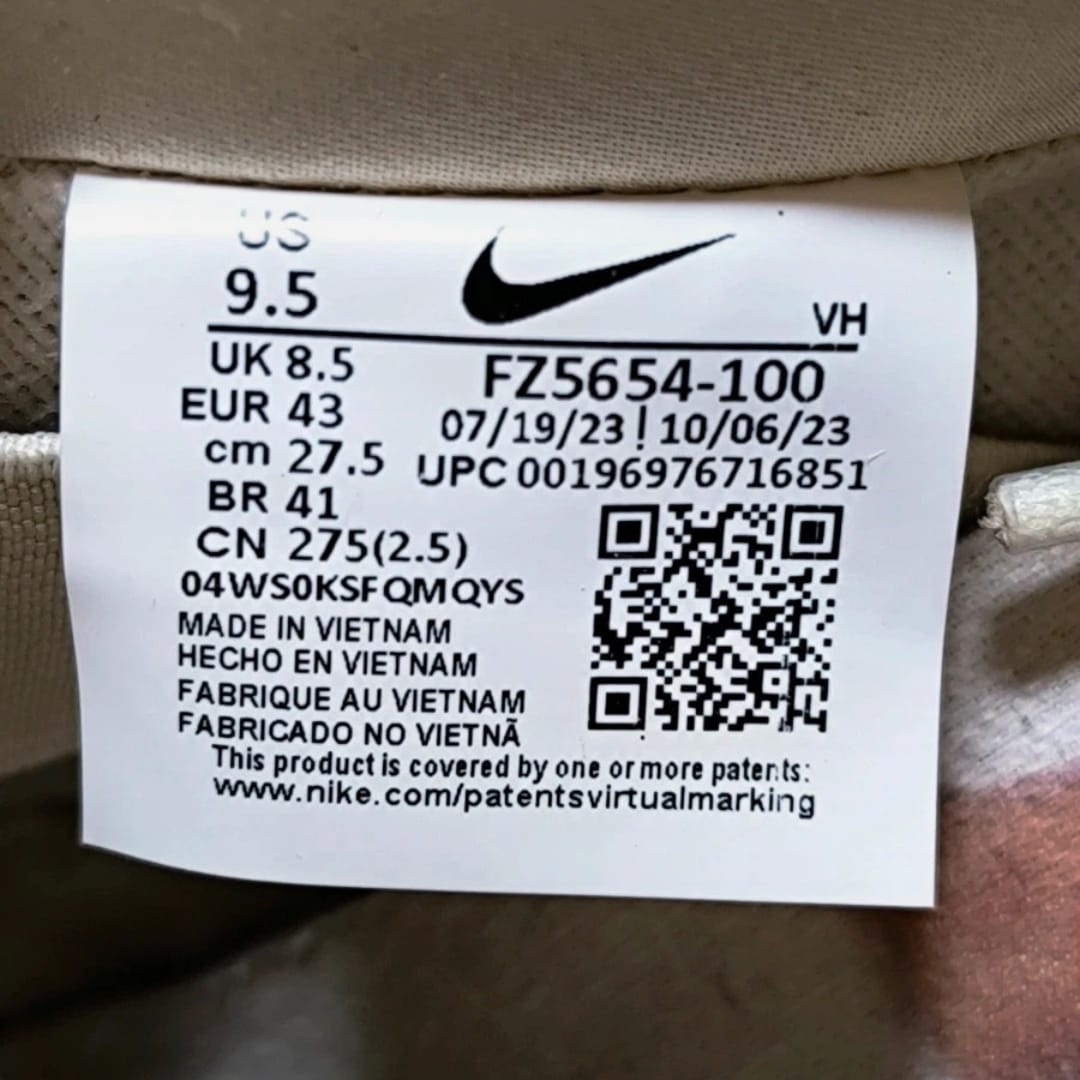 US
9.5
VH
UK 8.5
FZ5654-100
EUR 43
07/19/23 | 10/06/23
cm 27.5
UPC 00196976716851
BR 41
CN 275(2.5)
04WS0KSFQMQYS
MADE IN VIETNAM
HECHO EN VIETNAM
FABRIQUE AU VIETNAM
FABRICADO NO VIETNÃ
This product is covered by one or more patents:
www.nike.com/patentsvirtualmarking